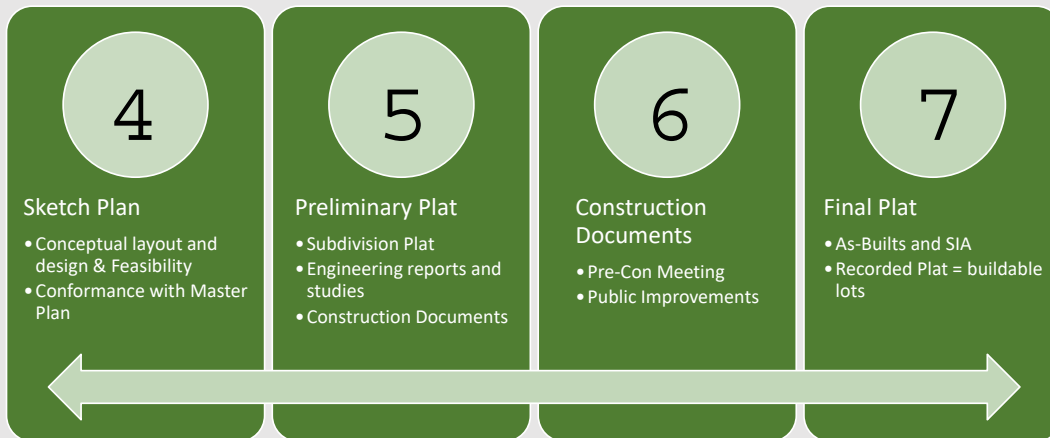 4
Sketch Plan
• Conceptual layout and
design & Feasibility
• Conformance with Master
Plan
5
Preliminary Plat
• Subdivision Plat
• Engineering reports and
studies
• Construction Documents
6
Construction
Documents
• Pre-Con Meeting
• Public Improvements
7
Final Plat
• As-Builts and SIA
• Recorded Plat = buildable
lots